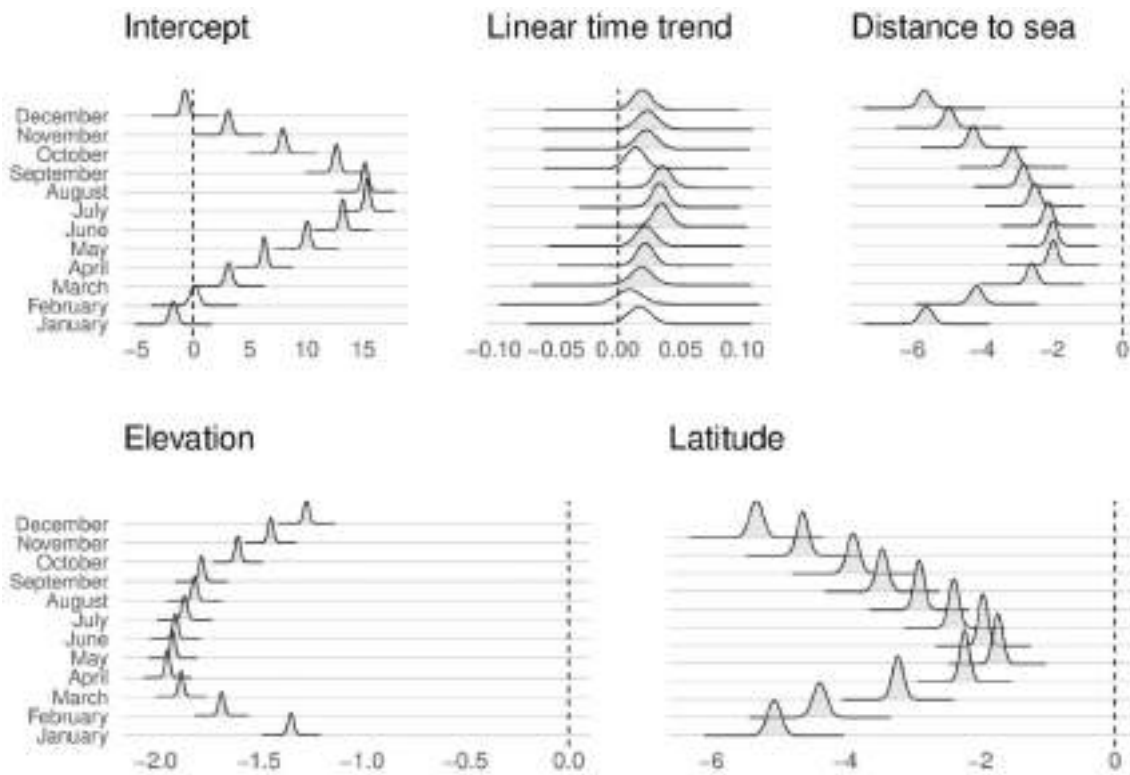 Intercept
Linear time trend
Distance to sea
December
November
October
September
August
July
June
May
April
March
February
January
−5 0 5 10 15
−0.10 −0.05 0.00 0.05 0.10
−6 −4 −2 0
Elevation
Latitude
December
November
October
September
August
July
June
May
April
March
February
January
−2.0 −1.5 −1.0 −0.5 0.0
−6 −4 −2 0